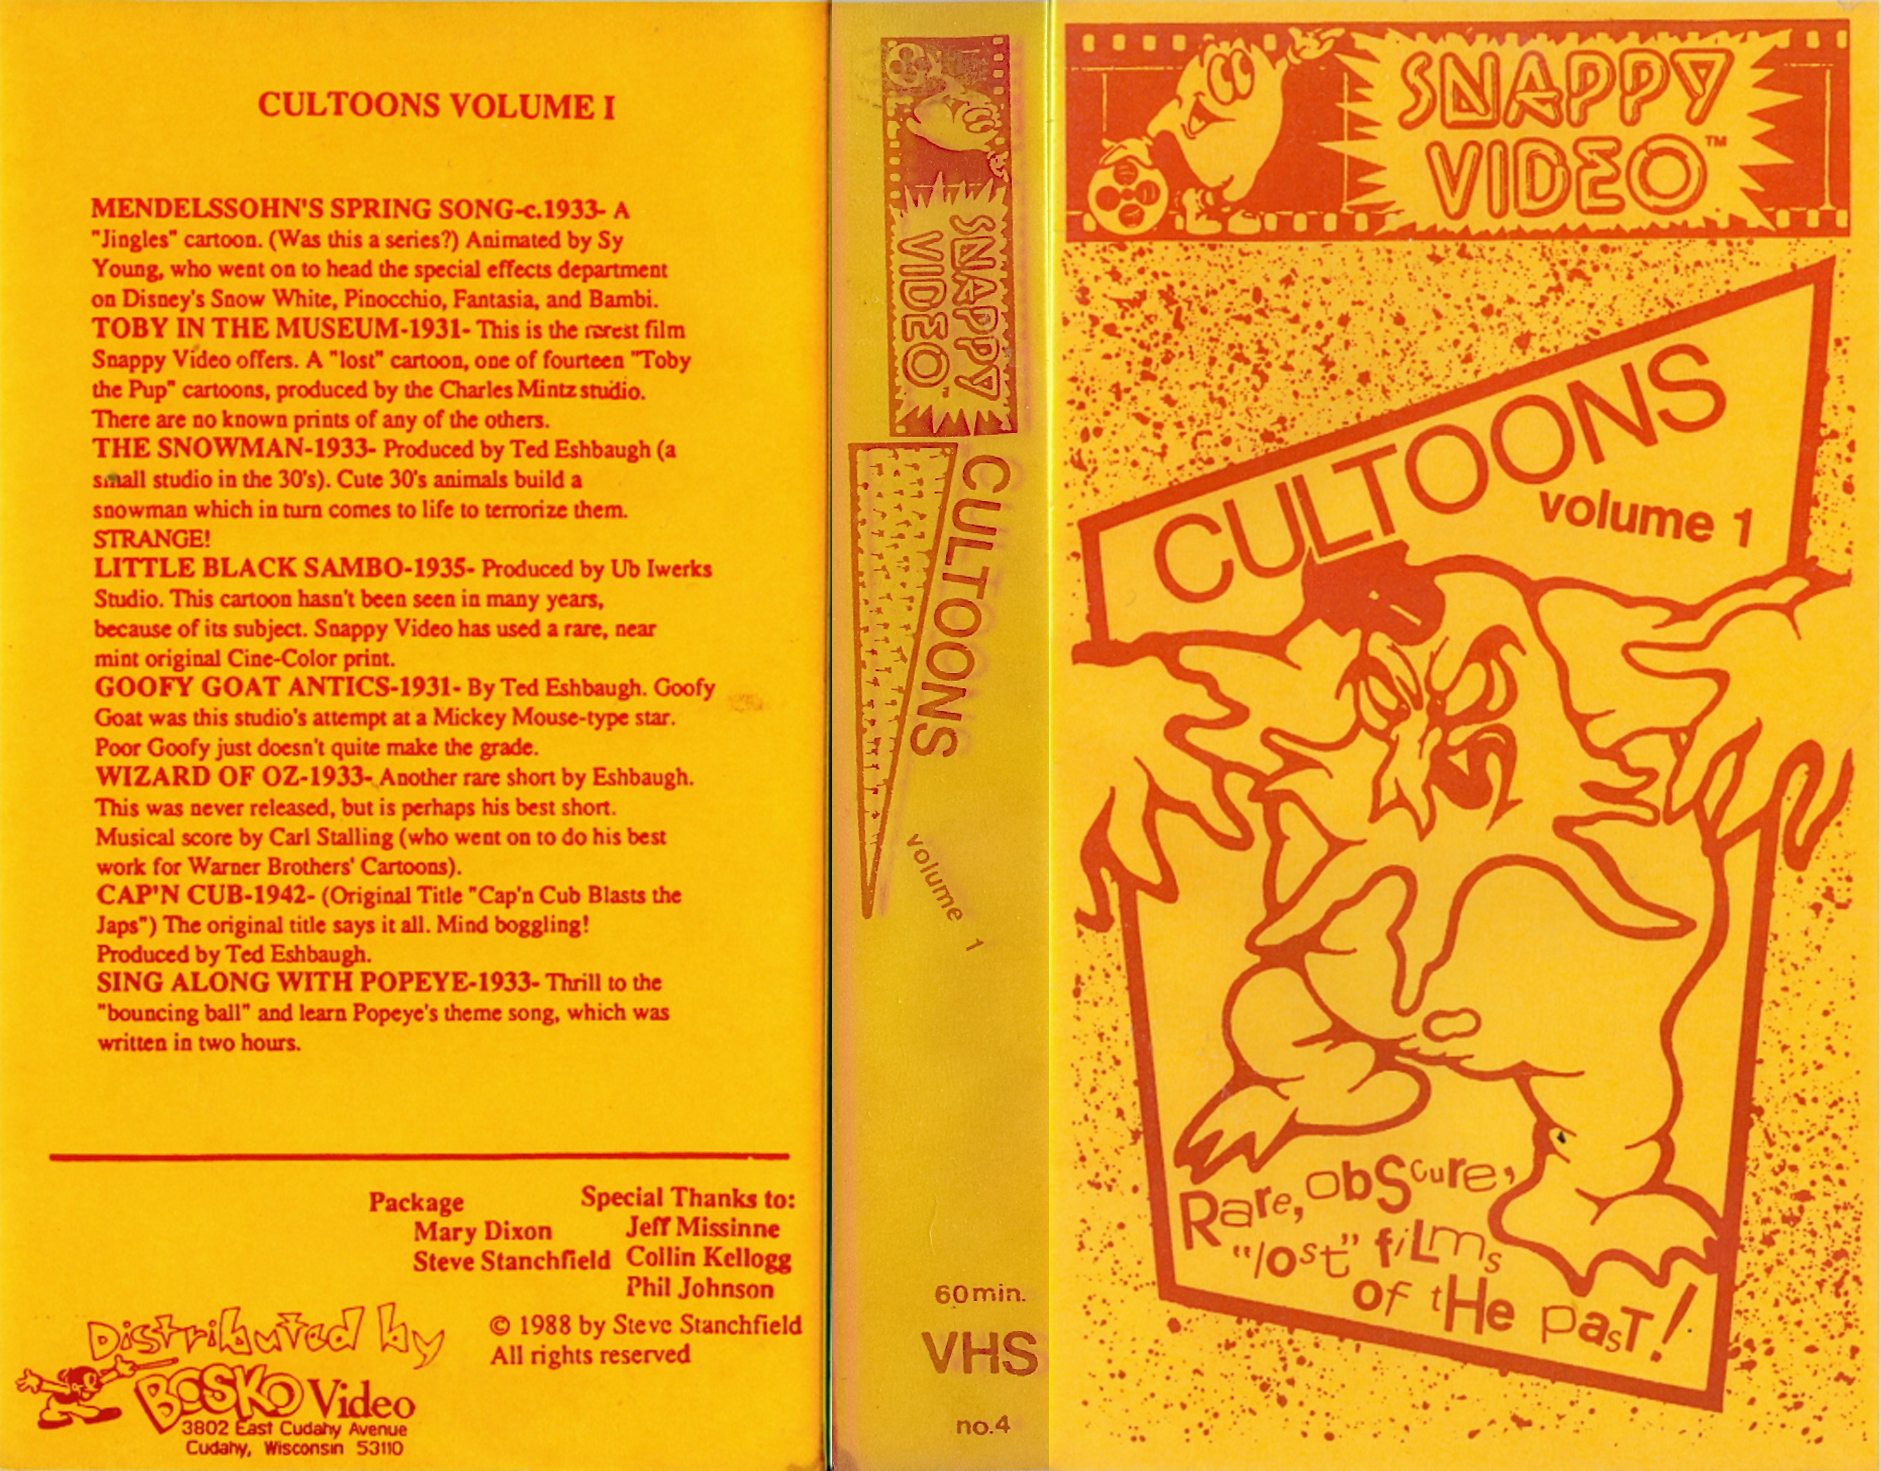 CULTOONS VOLUME I
MENDELSSOHN'S SPRING SONG-c.1933- A
"Jingles" cartoon. (Was this a series?) Animated by Sy
Young, who went on to head the special effects department
on Disney's Snow White, Pinocchio, Fantasia, and Bambi.
TOBY IN THE MUSEUM-1931- This is the rarest film
Snappy Video offers. A "lost" cartoon, one of fourteen "Toby
the Pup" cartoons, produced by the Charles Mintz studio.
There are no known prints of any of the others.
THE SNOWMAN-1933- Produced by Ted Eshbaugh (a
small studio in the 30's). Cute 30's animals build a
snowman which in turn comes to life to terrorize them.
STRANGE!
LITTLE BLACK SAMBO-1935- Produced by Ub Iwerks
Studio. This cartoon hasn't been seen in many years,
because of its subject. Snappy Video has used a rare, near
mint original Cine-Color print.
GOOFY GOAT ANTICS-1931- By Ted Eshbaugh. Goofy
Goat was this studio's attempt at a Mickey Mouse-type star.
Poor Goofy just doesn't quite make the grade.
WIZARD OF OZ-1933- Another rare short by Eshbaugh.
This was never released, but is perhaps his best short.
Musical score by Carl Stalling (who went on to do his best
work for Warner Brothers' Cartoons).
CAP'N CUB-1942- (Original Title "Cap'n Cub Blasts the
Japs") The original title says it all. Mind boggling!
Produced by Ted Eshbaugh.
SING ALONG WITH POPEYE-1933- Thrill to the
"bouncing ball" and learn Popeye's theme song, which was
written in two hours.
Package
Mary Dixon
Steve Stanchfield
Special Thanks to:
Jeff Missinne
Collin Kellogg
Phil Johnson
© 1988 by Steve Stanchfield
All rights reserved
Distributed by
BOSKO Video
3802 East Cudahy Avenue
Cudahy, Wisconsin 53110
SNAPPY
VIDEO
CULTOONS
volume 1
60 min.
VHS
no.4
SNAPPY
VIDEO™
CULTOONS
volume 1
Rare, obScure,
"lost" fiLms
of tHe pasT!